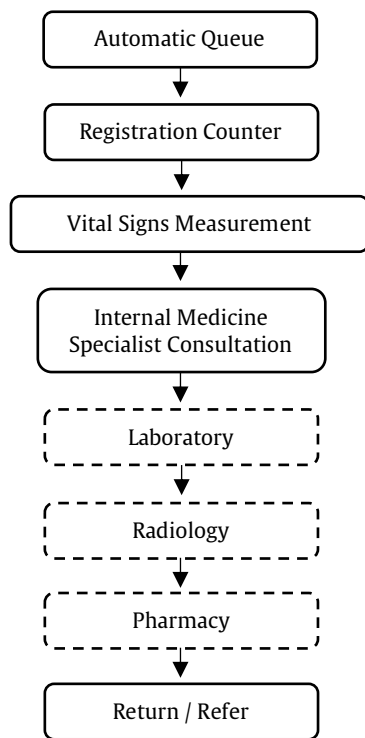 Automatic Queue
Registration Counter
Vital Signs Measurement
Internal Medicine
Specialist Consultation
Laboratory
Radiology
Pharmacy
Return / Refer